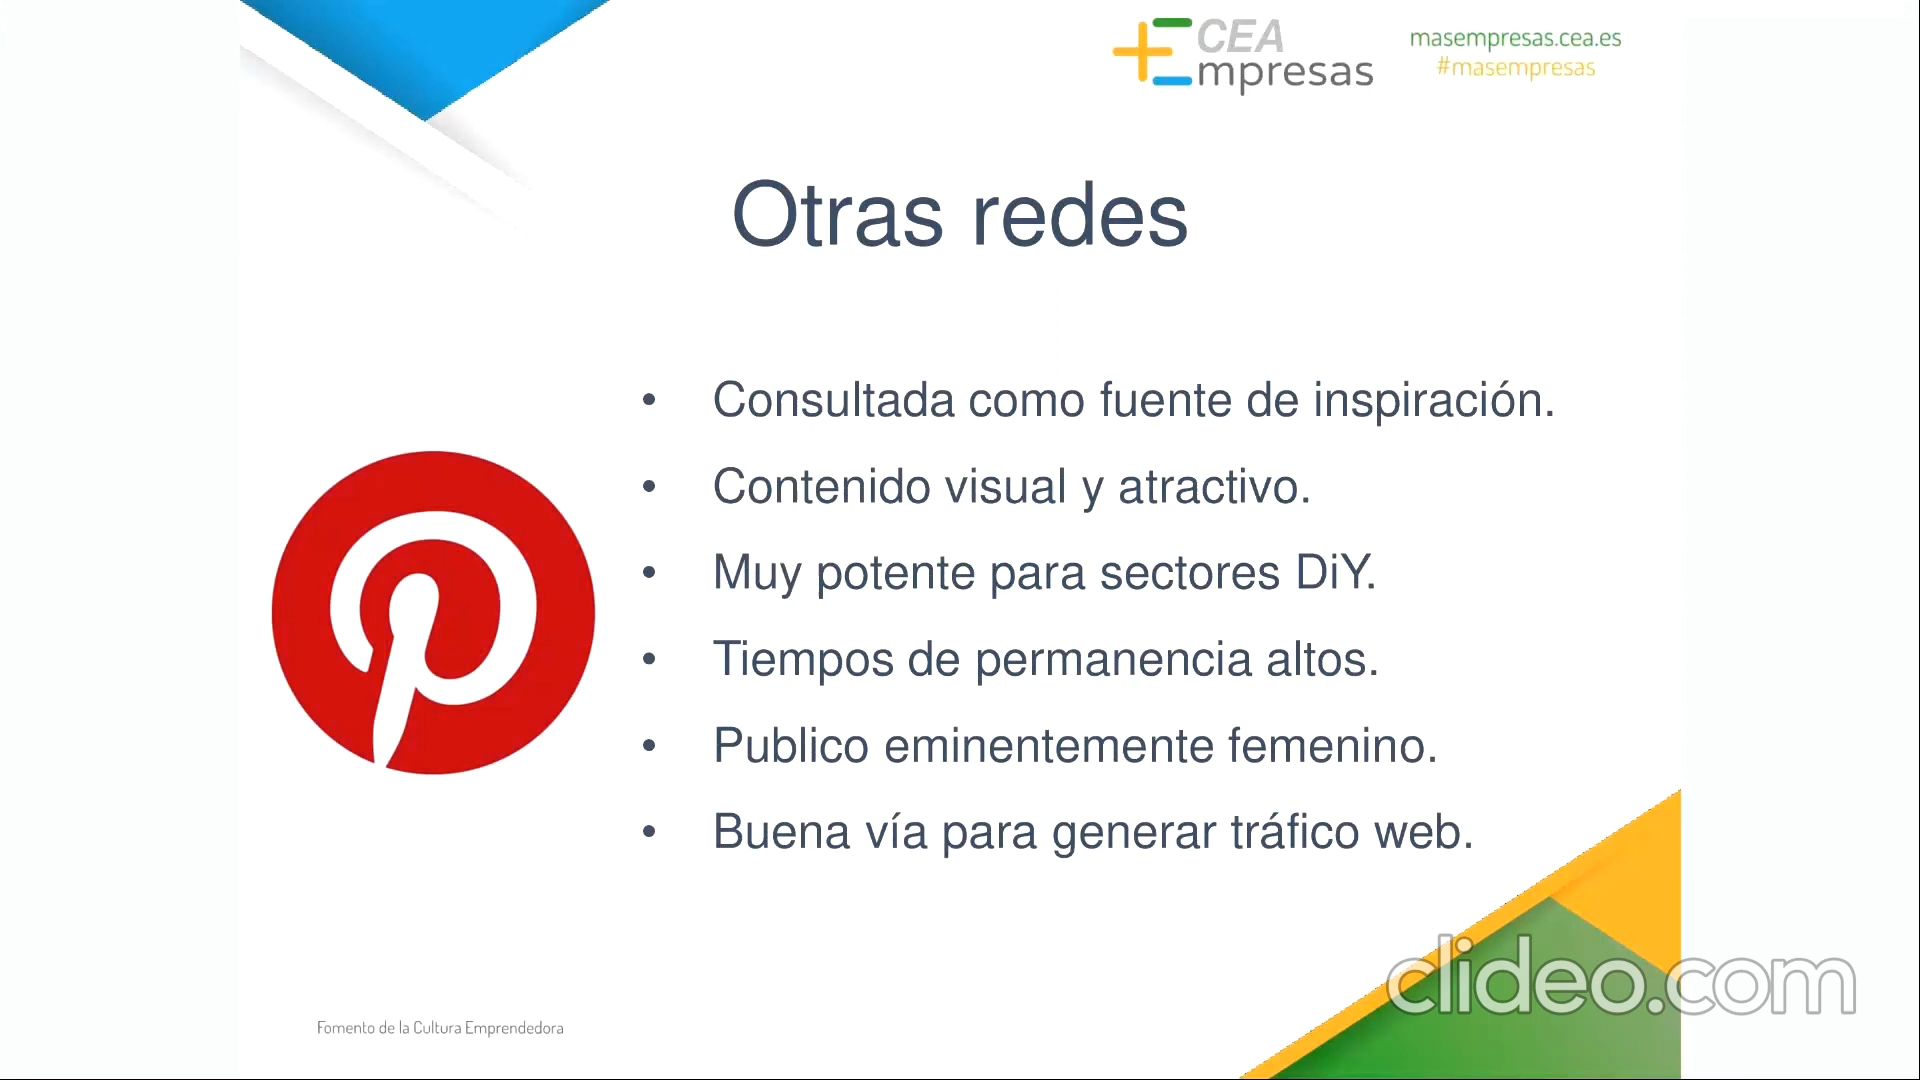 CEA
Empresas
masempresas.cea.es
#masempresas
Otras redes
• Consultada como fuente de inspiración.
• Contenido visual y atractivo.
• Muy potente para sectores DiY.
• Tiempos de permanencia altos.
• Publico eminentemente femenino.
• Buena vía para generar tráfico web.
clideo.com
Fomento de la Cultura Emprendedora